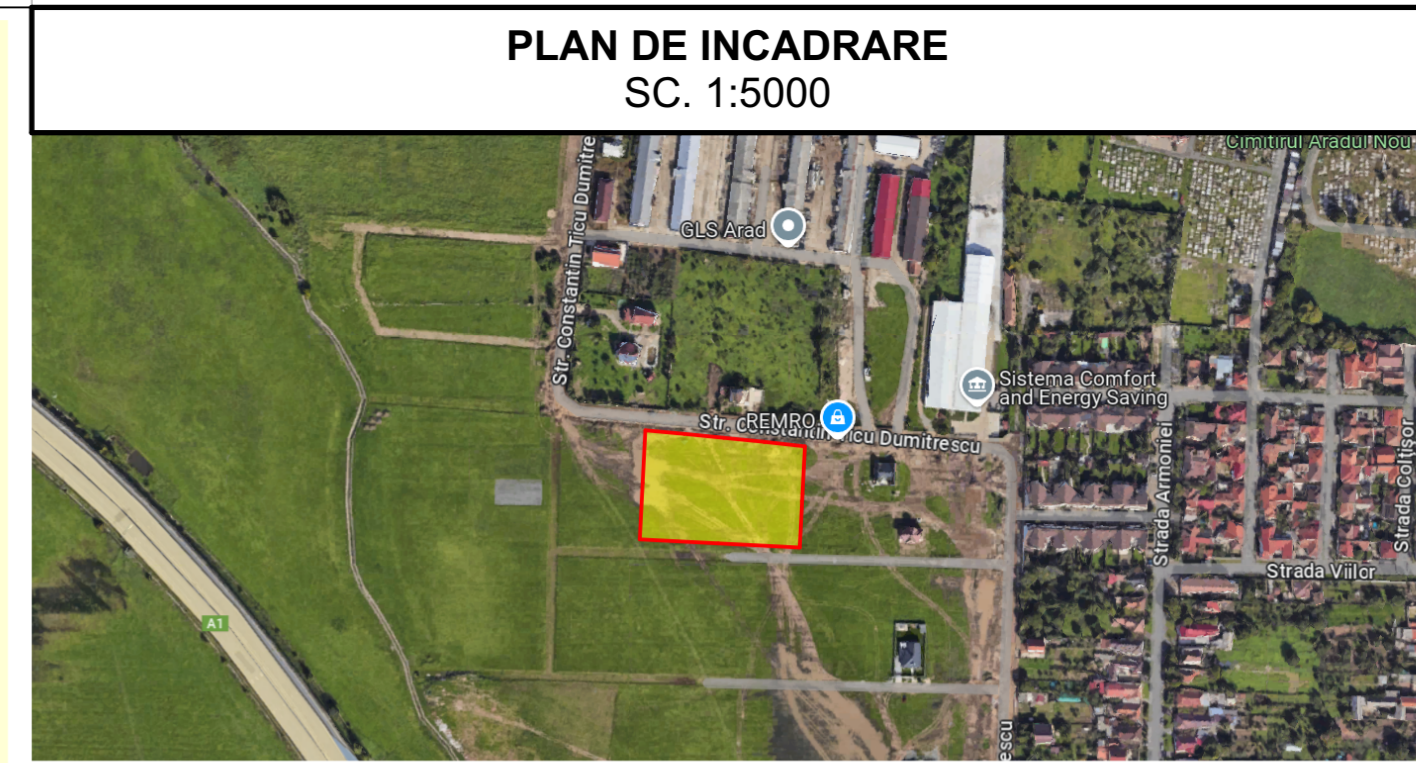 PLAN DE INCADRARE
SC. 1:5000
Cimitirul Aradul Nou
Str. Constantin Ticu Dumitre
GLS Arad
Sistema Comfort
and Energy Saving
REMRO
Str. Constantin Ticu Dumitrescu
Strada Armoniei
Strada Colțișor
Strada Viilor
A1
escu